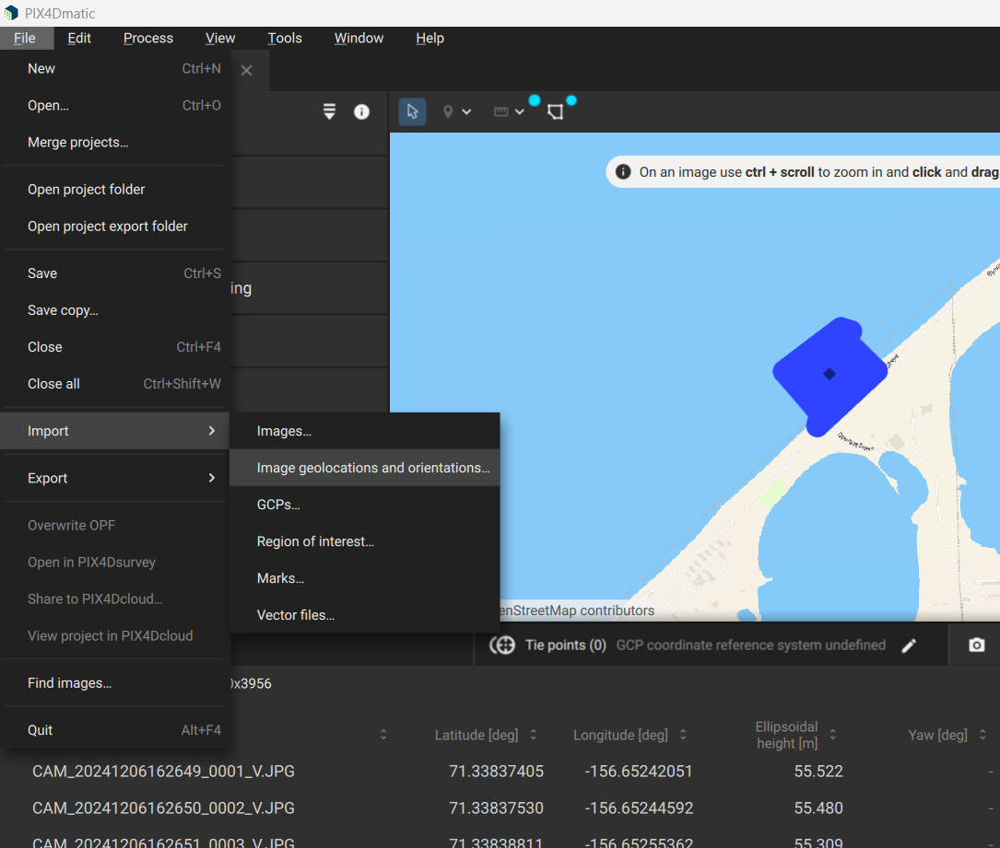 PIX4Dmatic
File Edit Process View Tools Window Help
New Ctrl+N
Open... Ctrl+O
Merge projects...
Open project folder
Open project export folder
Save Ctrl+S
Save copy...
Close Ctrl+F4
Close all Ctrl+Shift+W
Import
Export
Overwrite OPF
Open in PIX4Dsurvey
Share to PIX4Dcloud...
View project in PIX4Dcloud
Find images...
Quit Alt+F4
Images...
Image geolocations and orientations...
GCPs...
Region of interest...
Marks...
Vector files...
ing
On an image use ctrl + scroll to zoom in and click and drag
enStreetMap contributors
Tie points (0) GCP coordinate reference system undefined
0x3956
Latitude [deg] Longitude [deg] Ellipsoidal height [m] Yaw [deg]
CAM_20241206162649_0001_V.JPG 71.33837405 -156.65242051 55.522 -
CAM_20241206162650_0002_V.JPG 71.33837530 -156.65244592 55.480 -
CAM_20241206162651_0003_V.JPG 71.33838811 -156.65255362 55.309 -